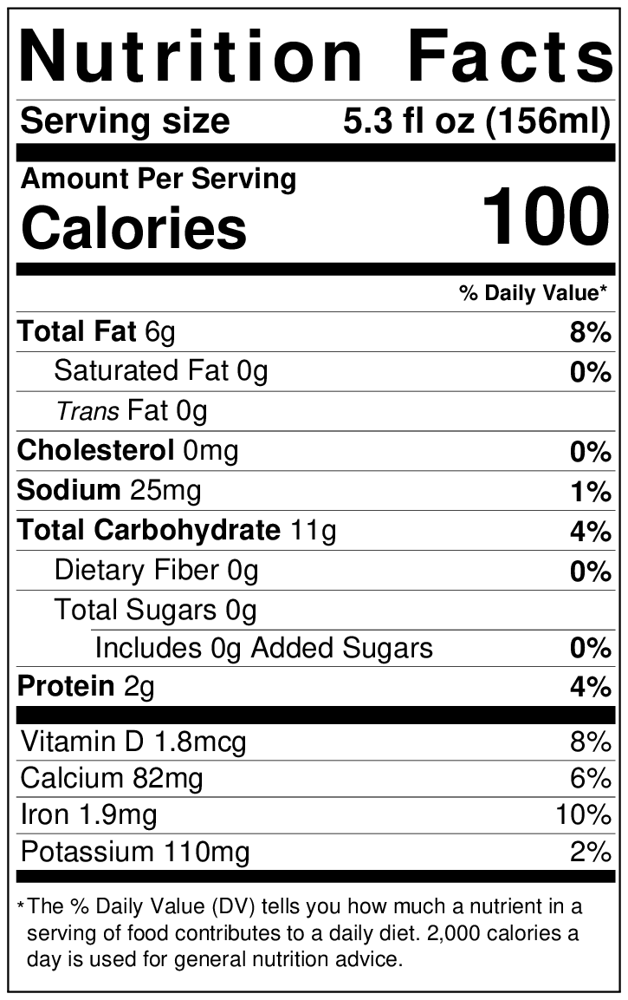 Nutrition Facts
Serving size 5.3 fl oz (156ml)
Amount Per Serving
Calories 100
% Daily Value*
Total Fat 6g 8%
Saturated Fat 0g 0%
Trans Fat 0g
Cholesterol 0mg 0%
Sodium 25mg 1%
Total Carbohydrate 11g 4%
Dietary Fiber 0g 0%
Total Sugars 0g
Includes 0g Added Sugars 0%
Protein 2g 4%
Vitamin D 1.8mcg 8%
Calcium 82mg 6%
Iron 1.9mg 10%
Potassium 110mg 2%
*The % Daily Value (DV) tells you how much a nutrient in a
serving of food contributes to a daily diet. 2,000 calories a
day is used for general nutrition advice.